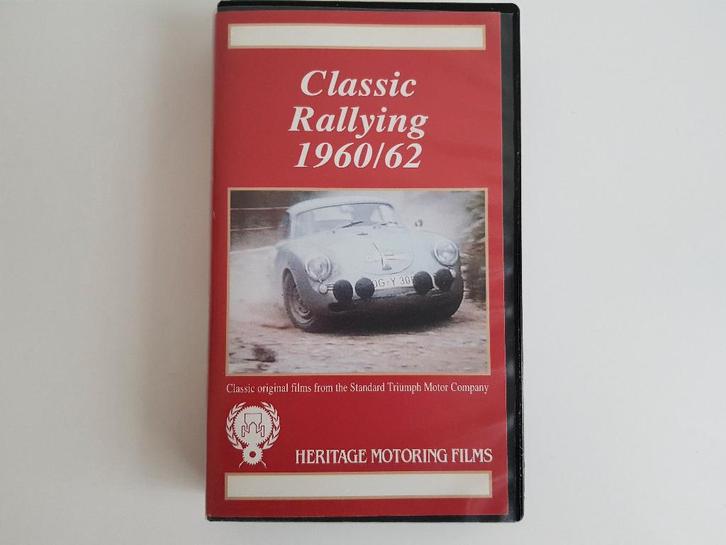 Classic
Rallying
1960/62
Classic original films from the Standard Triumph Motor Company
HERITAGE MOTORING FILMS